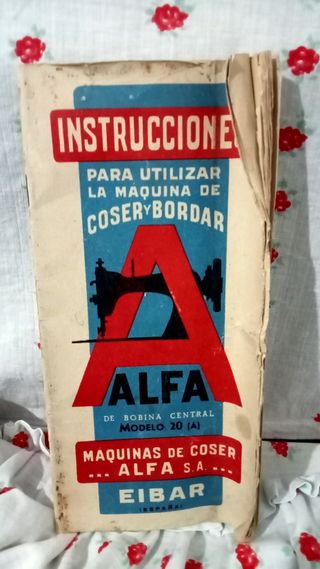 INSTRUCCIONE
PARA UTILIZAR
LA MAQUINA DE
COSER Y BORDAR
A
ALFA
DE BOBINA CENTRAL
MODELO 20 (A)
MAQUINAS DE COSER
... ALFA S.A. ...
EIBAR
(ESPAÑA)